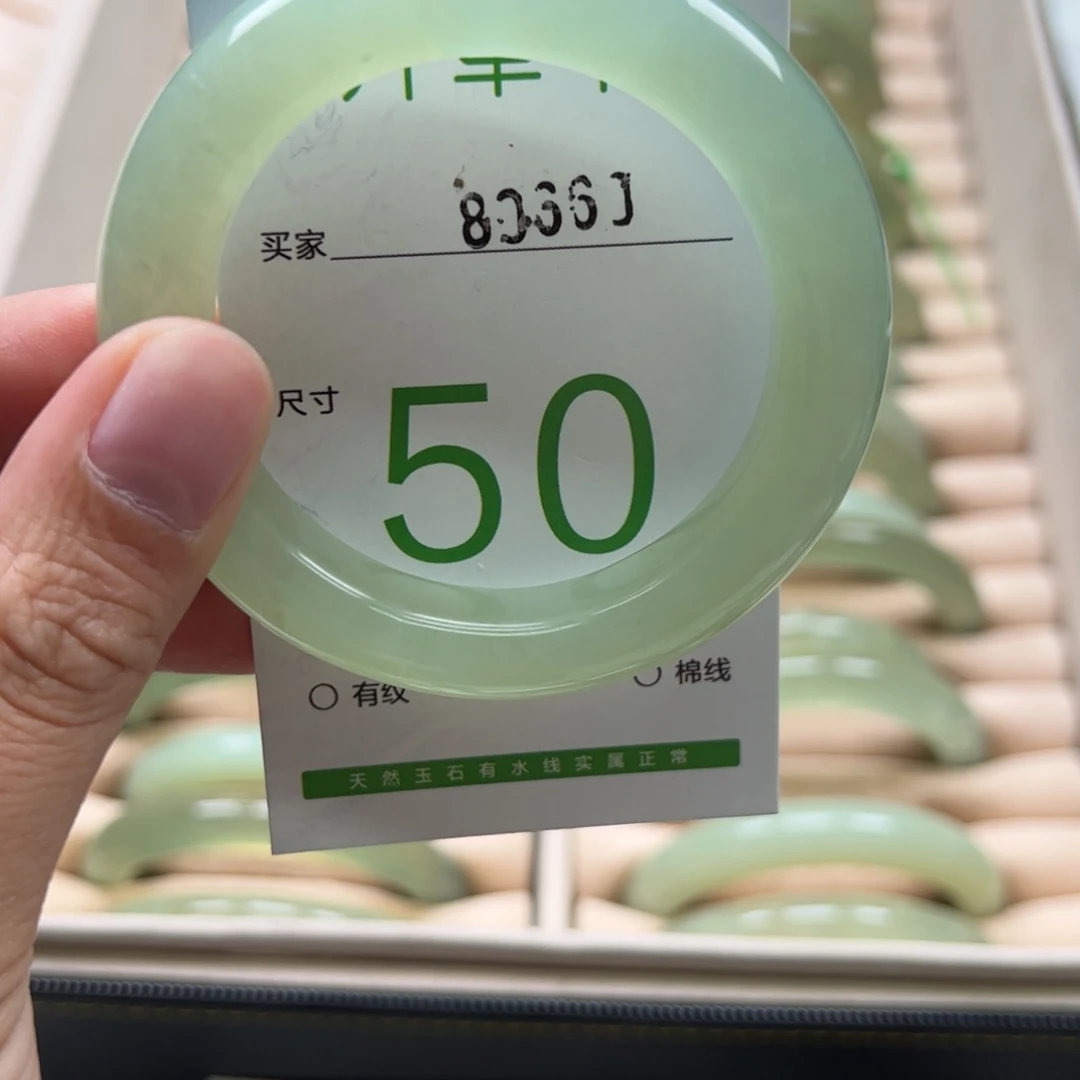 买家
尺寸 50
有纹 棉线
天然玉石有水线实属正常